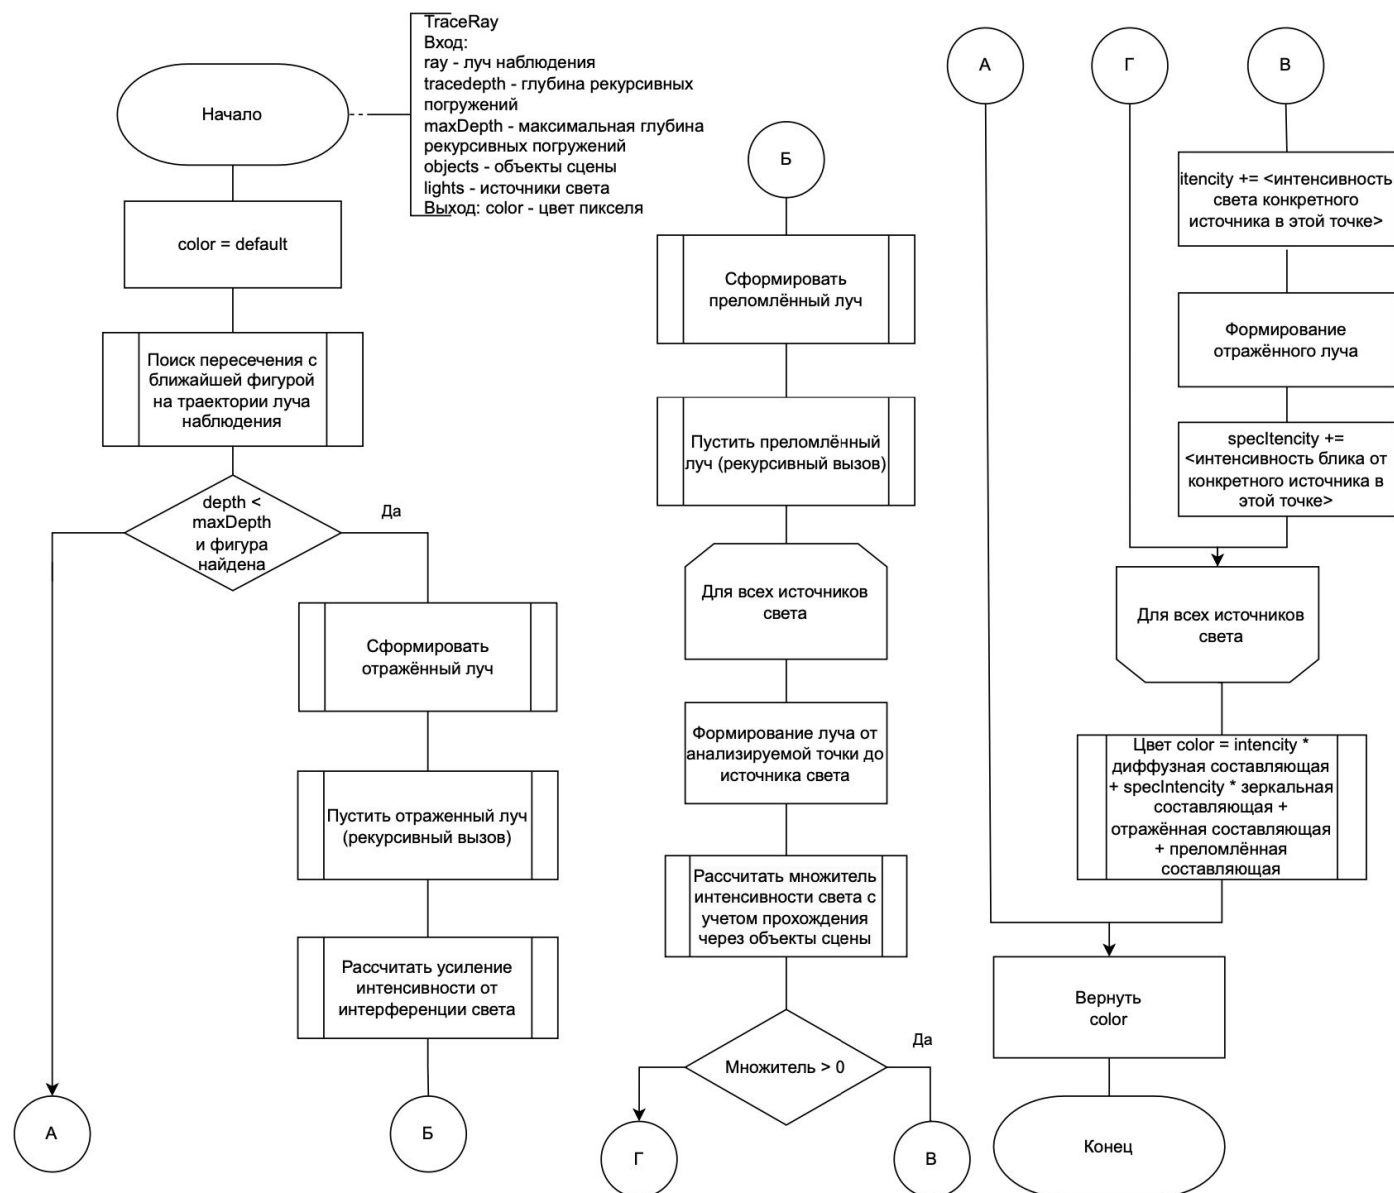 TraceRay
Вход:
ray - луч наблюдения
tracedepth - глубина рекурсивных
погружений
maxDepth - максимальная глубина
рекурсивных погружений
objects - объекты сцены
lights - источники света
Выход: color - цвет пикселя
Начало
color = default
Поиск пересечения с
ближайшей фигурой
на траектории луча
наблюдения
depth <
maxDepth
и фигура
найдена
Да
Сформировать
отражённый луч
Пустить отраженный луч
(рекурсивный вызов)
Рассчитать усиление
интенсивности от
интерференции света
А
Б
Б
Сформировать
преломлённый луч
Пустить преломлённый
луч (рекурсивный вызов)
Для всех источников
света
Формирование луча от
анализируемой точки до
источника света
Рассчитать множитель
интенсивности света с
учетом прохождения
через объекты сцены
Множитель > 0
Да
Г
В
А
Г
В
itencity += <интенсивность
света конкретного
источника в этой точке>
Формирование
отражённого луча
specItencity +=
<интенсивность блика от
конкретного источника в
этой точке>
Для всех источников
света
Цвет color = intencity *
диффузная составляющая
+ specIntencity * зеркальная
составляющая +
отражённая составляющая
+ преломлённая
составляющая
Вернуть
color
Конец